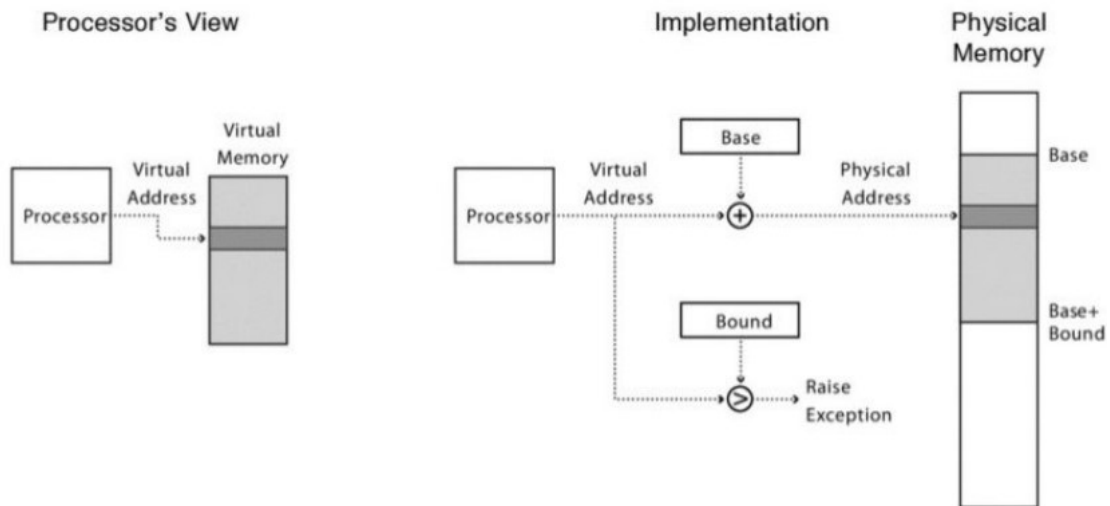 Processor's View
Implementation
Physical
Memory
Virtual
Memory
Virtual
Address
Processor
Base
Virtual
Address
Physical
Address
Processor
+
Base
Bound
>
Raise
Exception
Base+
Bound